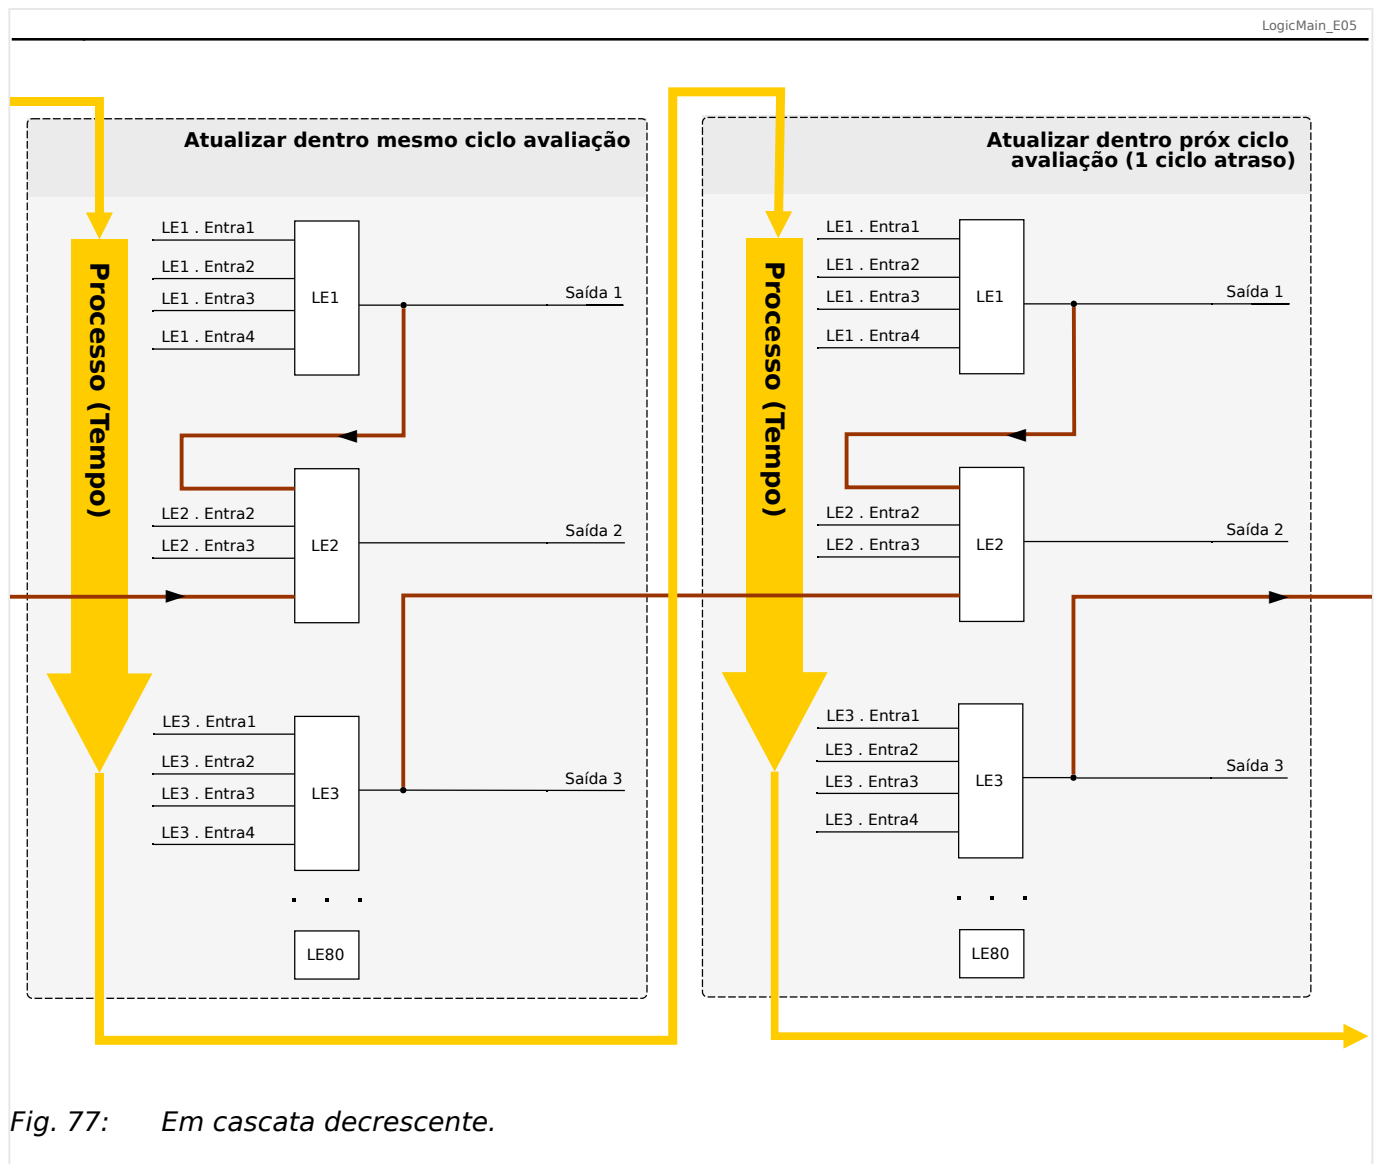 LogicMain_E05
Atualizar dentro mesmo ciclo avaliação
Processo (Tempo)
LE1 . Entra1
LE1 . Entra2
LE1 . Entra3
LE1 . Entra4
LE1
Saída 1
LE2 . Entra2
LE2 . Entra3
LE2
Saída 2
LE3 . Entra1
LE3 . Entra2
LE3 . Entra3
LE3 . Entra4
LE3
Saída 3
. . .
LE80
Atualizar dentro próx ciclo
avaliação (1 ciclo atraso)
Processo (Tempo)
LE1 . Entra1
LE1 . Entra2
LE1 . Entra3
LE1 . Entra4
LE1
Saída 1
LE2 . Entra2
LE2 . Entra3
LE2
Saída 2
LE3 . Entra1
LE3 . Entra2
LE3 . Entra3
LE3 . Entra4
LE3
Saída 3
. . .
LE80
Fig. 77: Em cascata decrescente.